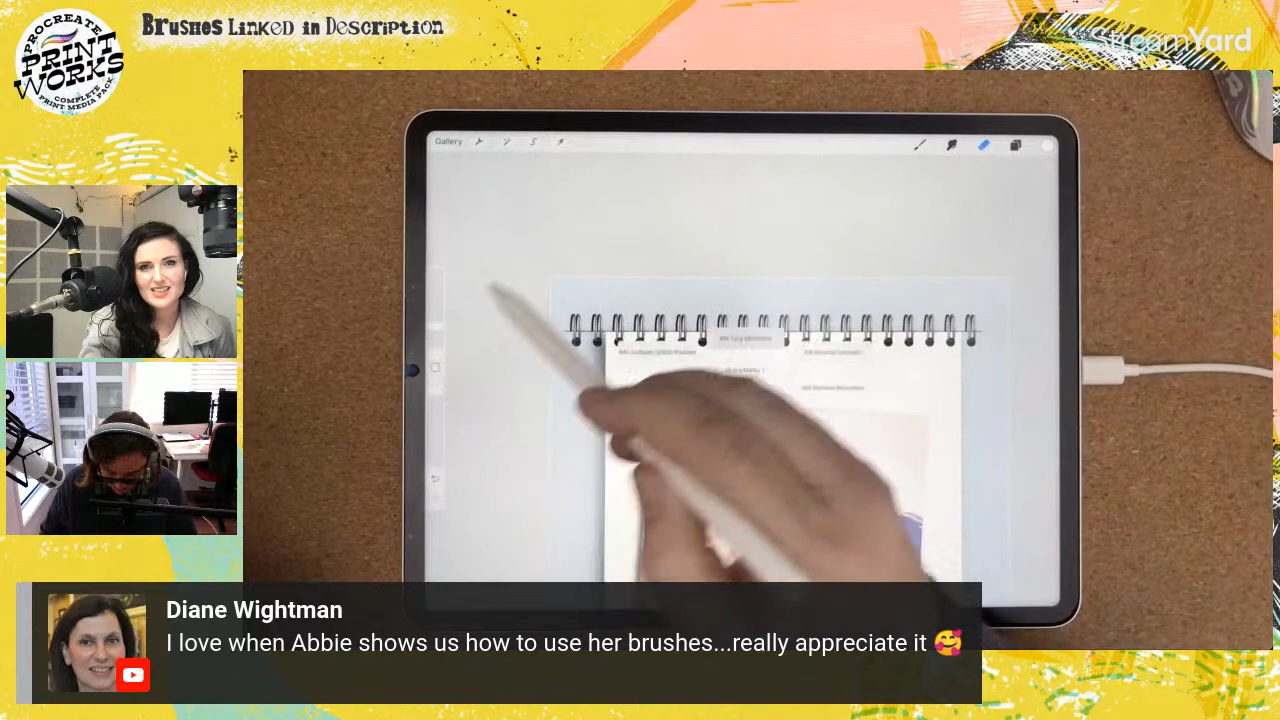 PROCREATE
PRINT
WORKS
COMPLETE
PRINT MEDIA PACK
Brushes Linked in Description
StreamYard
Gallery
Diane Wightman
I love when Abbie shows us how to use her brushes...really appreciate it 🥰